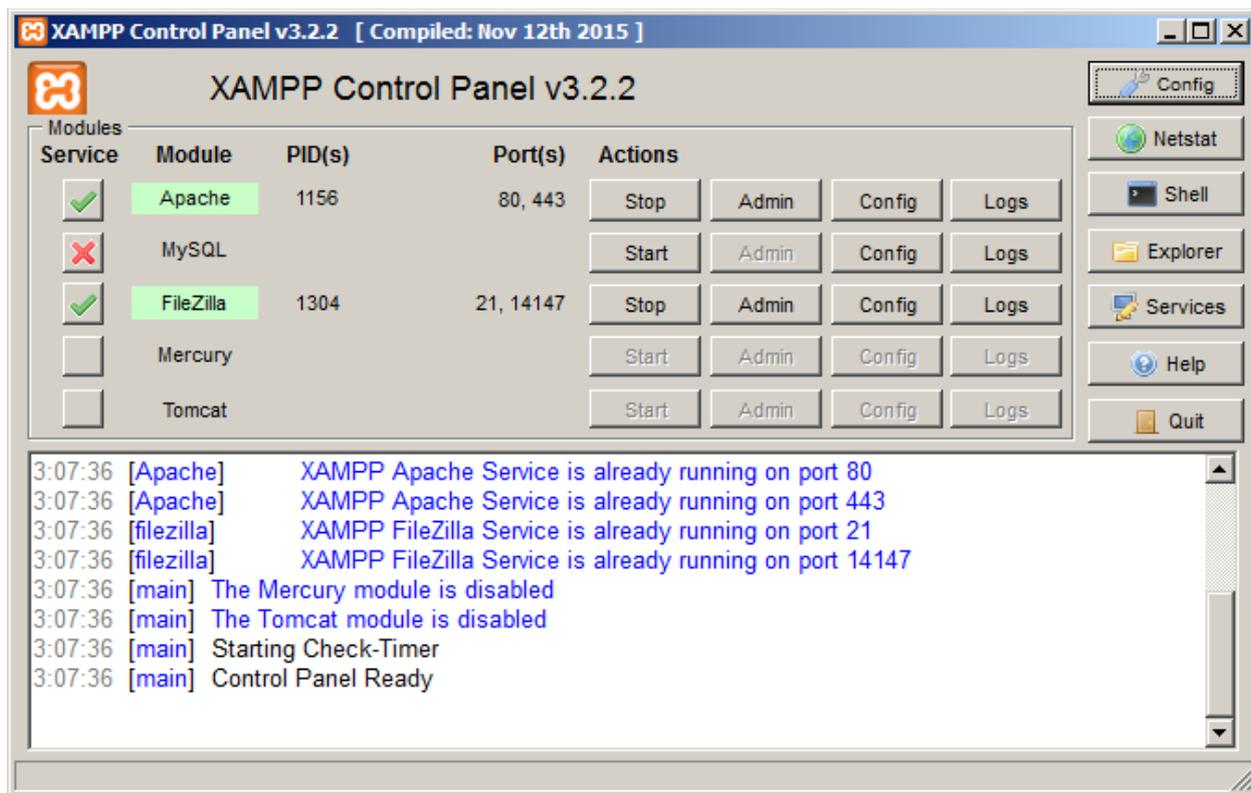 XAMPP Control Panel v3.2.2 [ Compiled: Nov 12th 2015 ]
XAMPP Control Panel v3.2.2
Config
Modules
Netstat
Service Module PID(s) Port(s) Actions
Apache 1156 80, 443 Stop Admin Config Logs
Shell
MySQL Start Admin Config Logs
Explorer
FileZilla 1304 21, 14147 Stop Admin Config Logs
Services
Mercury Start Admin Config Logs
Help
Tomcat Start Admin Config Logs
Quit
3:07:36 [Apache] XAMPP Apache Service is already running on port 80
3:07:36 [Apache] XAMPP Apache Service is already running on port 443
3:07:36 [filezilla] XAMPP FileZilla Service is already running on port 21
3:07:36 [filezilla] XAMPP FileZilla Service is already running on port 14147
3:07:36 [main] The Mercury module is disabled
3:07:36 [main] The Tomcat module is disabled
3:07:36 [main] Starting Check-Timer
3:07:36 [main] Control Panel Ready